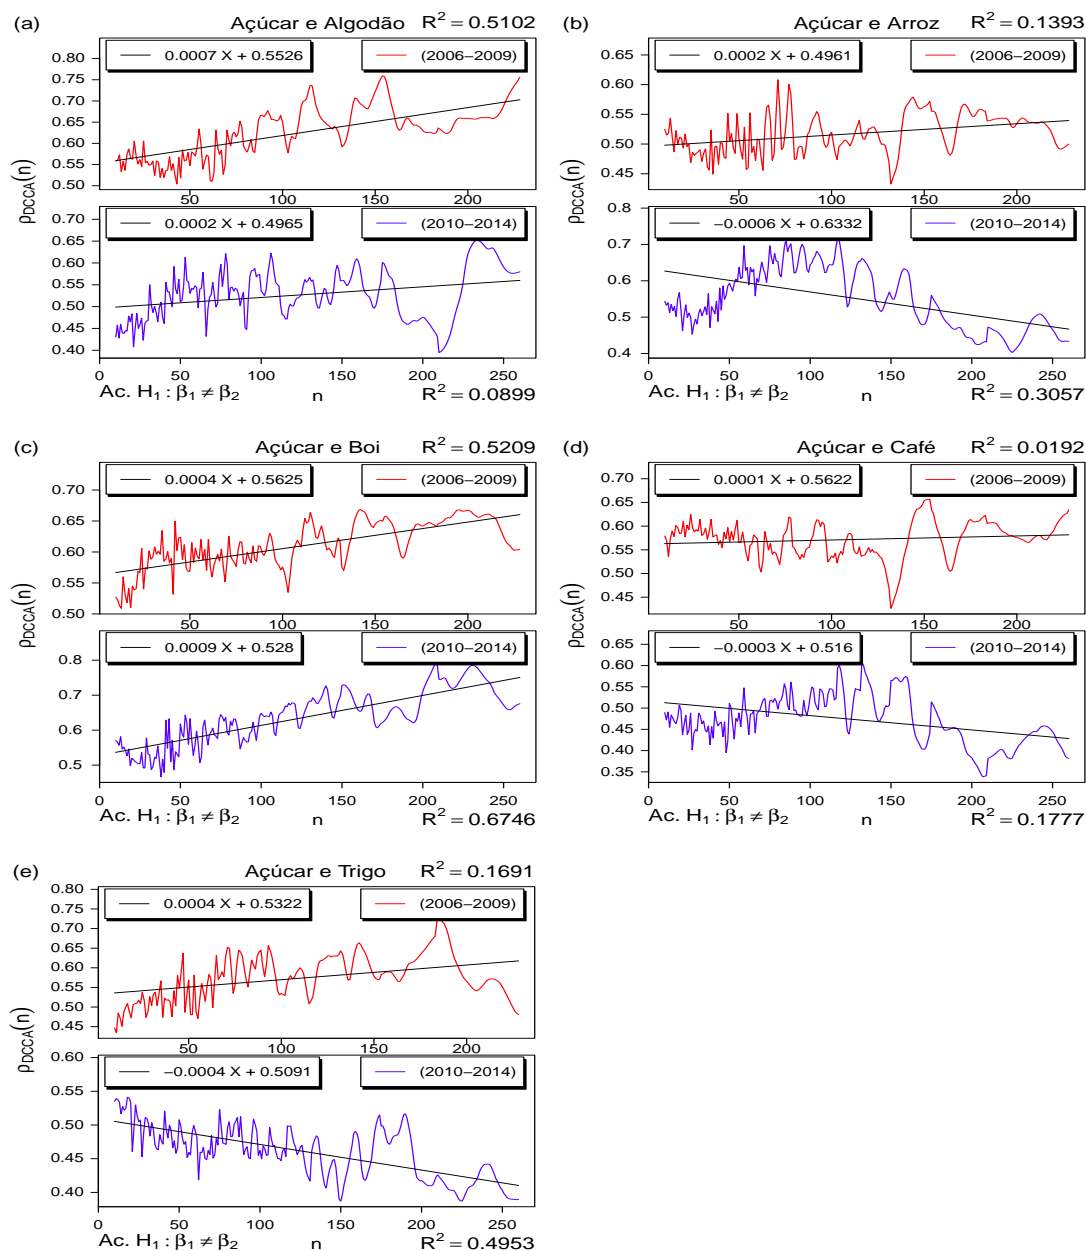 (a) Açúcar e Algodão R² = 0.5102
0.0007 X + 0.5526 (2006−2009)
0.80
0.75
0.70
0.65
0.60
0.55
0.50
50 100 150 200
ρDCCA(n)
0.0002 X + 0.4965 (2010−2014)
0.70
0.65
0.60
0.55
0.50
0.45
0.40
0 50 100 150 200 250
Ac. H₁ : β₁ ≠ β₂ n R² = 0.0899
(b) Açúcar e Arroz R² = 0.1393
0.0002 X + 0.4961 (2006−2009)
0.65
0.60
0.55
0.50
0.45
50 100 150 200
ρDCCA(n)
−0.0006 X + 0.6332 (2010−2014)
0.8
0.7
0.6
0.5
0.4
0 50 100 150 200 250
Ac. H₁ : β₁ ≠ β₂ n R² = 0.3057
(c) Açúcar e Boi R² = 0.5209
0.0004 X + 0.5625 (2006−2009)
0.70
0.65
0.60
0.55
0.50
50 100 150 200
ρDCCA(n)
0.0009 X + 0.528 (2010−2014)
0.8
0.7
0.6
0.5
0 50 100 150 200 250
Ac. H₁ : β₁ ≠ β₂ n R² = 0.6746
(d) Açúcar e Café R² = 0.0192
0.0001 X + 0.5622 (2006−2009)
0.70
0.65
0.60
0.55
0.50
0.45
50 100 150 200
ρDCCA(n)
−0.0003 X + 0.516 (2010−2014)
0.65
0.60
0.55
0.50
0.45
0.40
0.35
0 50 100 150 200 250
Ac. H₁ : β₁ ≠ β₂ n R² = 0.1777
(e) Açúcar e Trigo R² = 0.1691
0.0004 X + 0.5322 (2006−2009)
0.80
0.75
0.70
0.65
0.60
0.55
0.50
0.45
50 100 150 200
ρDCCA(n)
−0.0004 X + 0.5091 (2010−2014)
0.60
0.55
0.50
0.45
0.40
0 50 100 150 200 250
Ac. H₁ : β₁ ≠ β₂ n R² = 0.4953